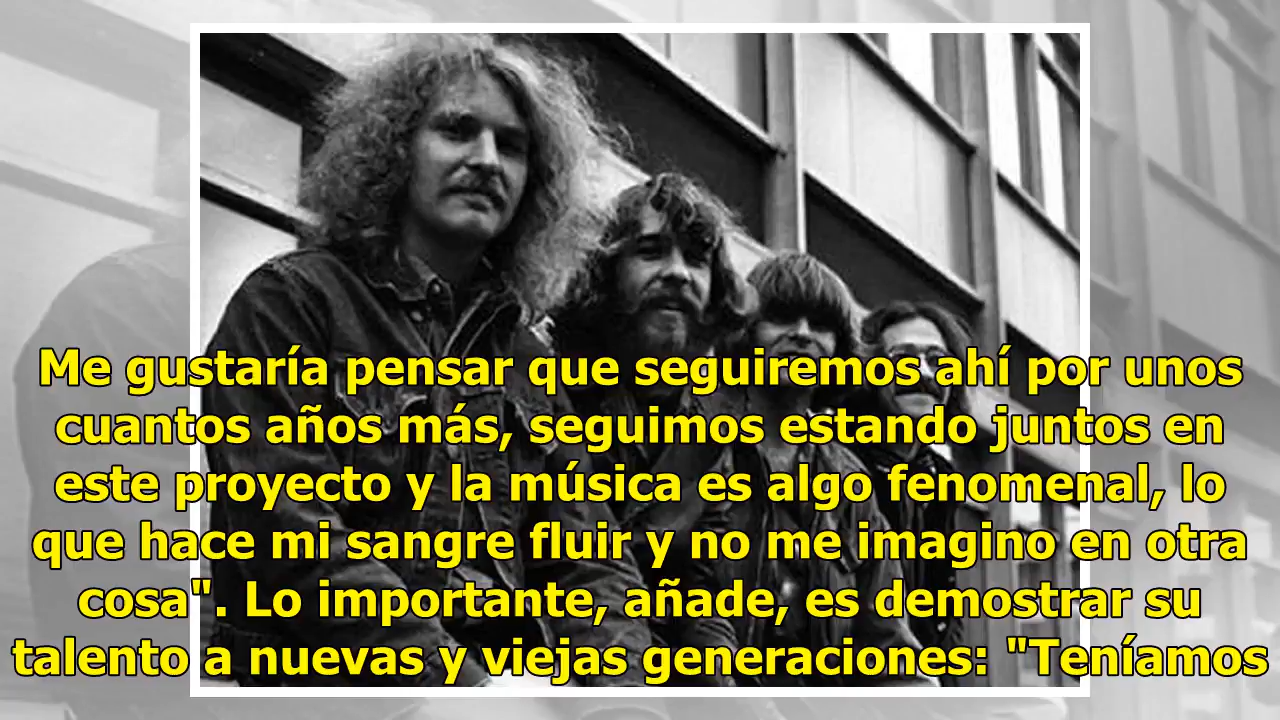 Me gustaría pensar que seguiremos ahí por unos
cuantos años más, seguimos estando juntos en
este proyecto y la música es algo fenomenal, lo
que hace mi sangre fluir y no me imagino en otra
cosa". Lo importante, añade, es demostrar su
talento a nuevas y viejas generaciones: "Teníamos